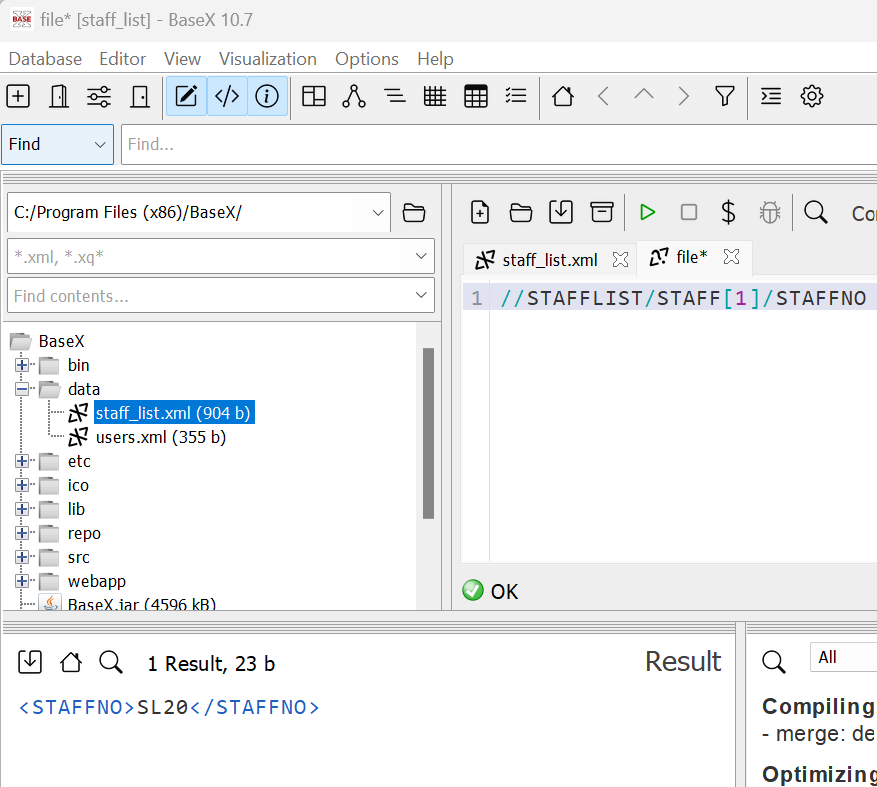 BASE
file* [staff_list] - BaseX 10.7
Database Editor View Visualization Options Help
Find
Find...
C:/Program Files (x86)/BaseX/
*.xml, *.xq*
Find contents...
BaseX
bin
data
staff_list.xml (904 b)
users.xml (355 b)
etc
ico
lib
repo
src
webapp
BaseX.jar (4596 kB)
Co
staff_list.xml
file*
1 //STAFFLIST/STAFF[1]/STAFFNO
OK
1 Result, 23 b
Result
<STAFFNO>SL20</STAFFNO>
All
Compiling
- merge: de
Optimizing